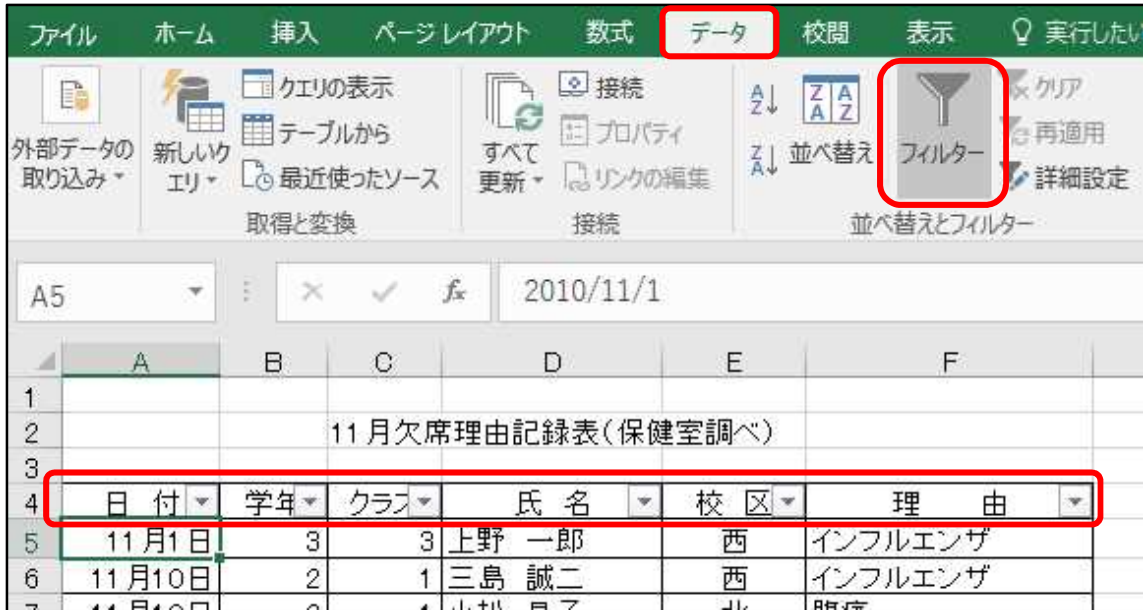 ファイル ホーム 挿入 ページ レイアウト 数式 データ 校閲 表示 実行したい
外部データの取り込み
新しいクエリ
クエリの表示
テーブルから
最近使ったソース
取得と変換
すべて更新
接続
プロパティ
リンクの編集
接続
並べ替え
フィルター
クリア
再適用
詳細設定
並べ替えとフィルター
A5 fx 2010/11/1
A B C D E F
1
2 11月欠席理由記録表(保健室調べ)
3
4 日 付 学年 クラス 氏 名 校 区 理 由
5 11月1日 3 3 上野 一郎 西 インフルエンザ
6 11月10日 2 1 三島 誠二 西 インフルエンザ